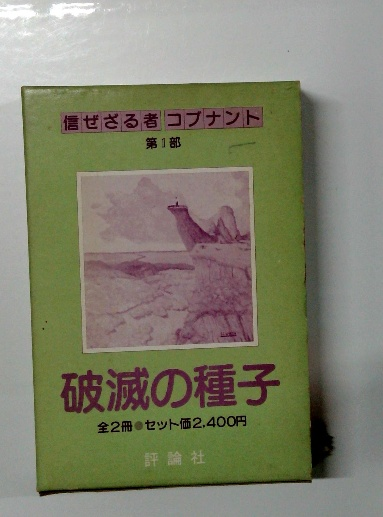 信ぜざる者 コブナント
第1部
破滅の種子
全2冊●セット価2,400円
評論社